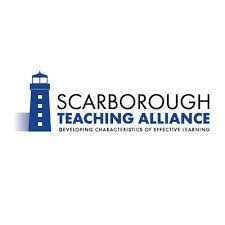 SCARBOROUGH
TEACHING ALLIANCE
DEVELOPING CHARACTERISTICS OF EFFECTIVE LEARNING